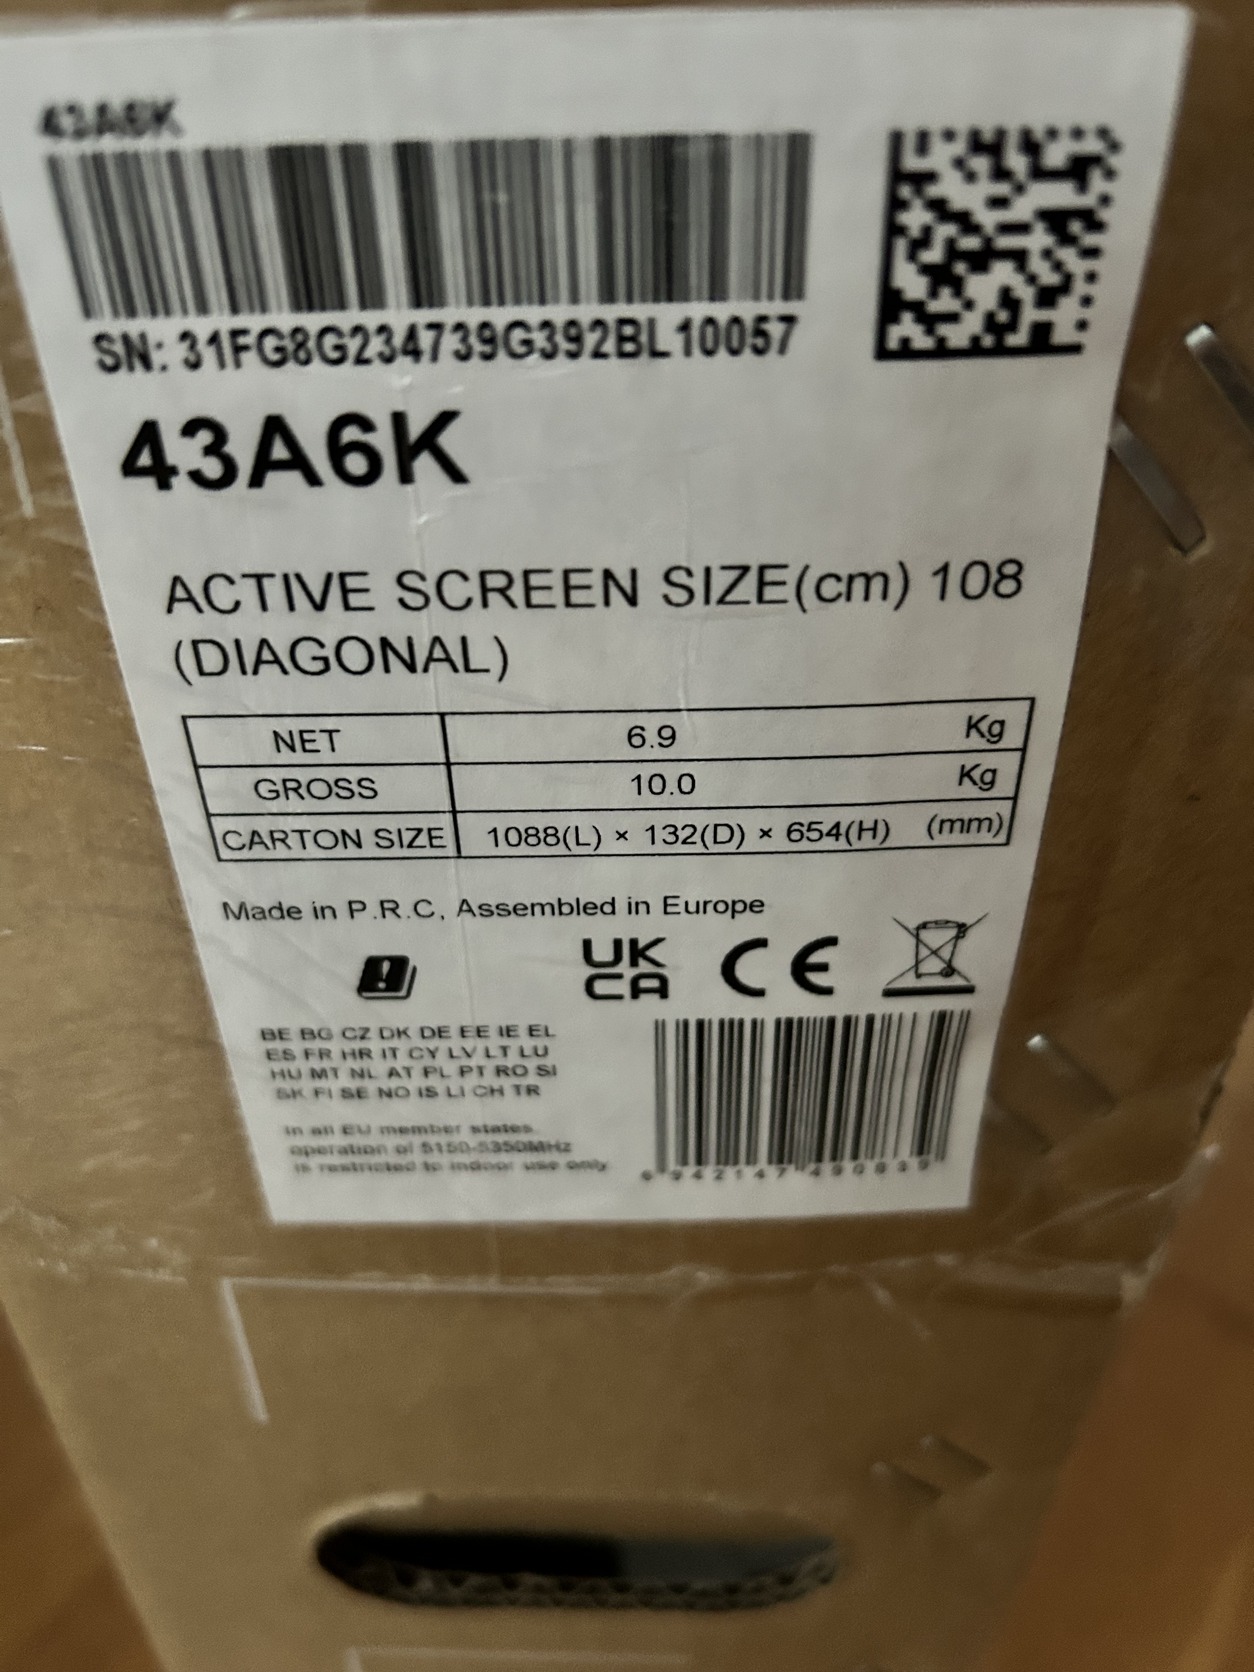 43A6K
SN: 31FG8G234739G392BL10057
43A6K
ACTIVE SCREEN SIZE(cm) 108
(DIAGONAL)
NET 6.9 Kg
GROSS 10.0 Kg
CARTON SIZE 1088(L) × 132(D) × 654(H) (mm)
Made in P.R.C, Assembled in Europe
UK
CA CE
BE BG CZ DK DE EE IE EL
ES FR HR IT CY LV LT LU
HU MT NL AT PL PT RO SI
SK FI SE NO IS LI CH TR
In all EU member states,
operation of 5150-5350MHz
is restricted to indoor use only